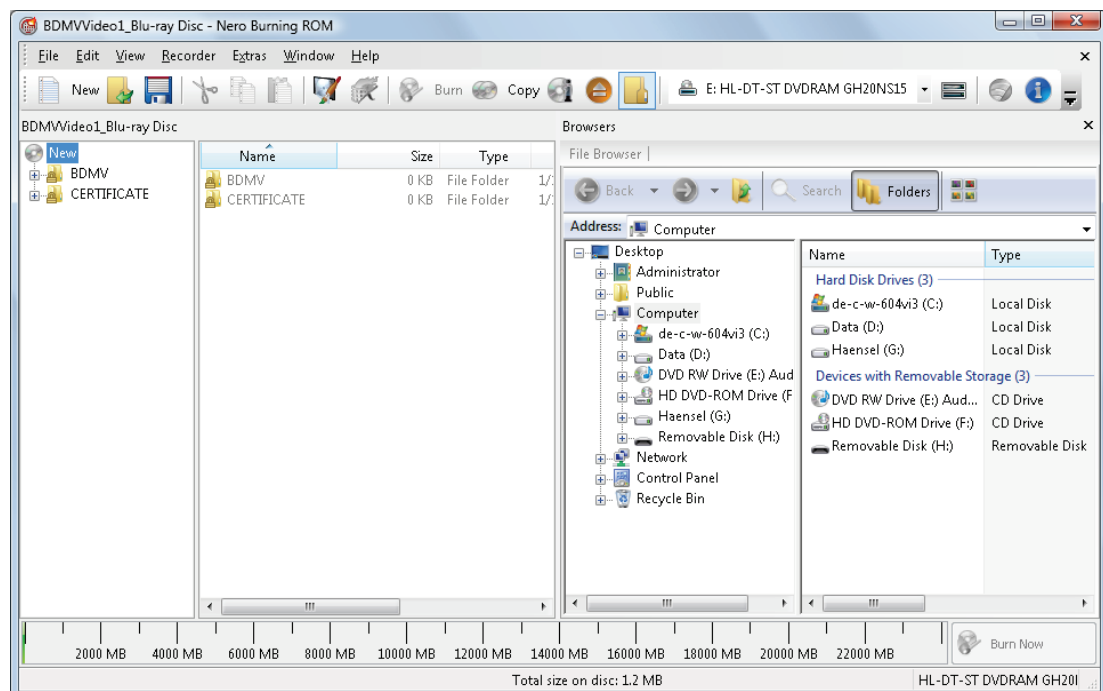 BDMVVideo1_Blu-ray Disc - Nero Burning ROM
File Edit View Recorder Extras Window Help
New Burn Copy E: HL-DT-ST DVDRAM GH20NS15
BDMVVideo1_Blu-ray Disc
New
BDMV
CERTIFICATE
Name Size Type
BDMV 0 KB File Folder 1/
CERTIFICATE 0 KB File Folder 1/
Browsers
File Browser
Back Search Folders
Address: Computer
Desktop
Administrator
Public
Computer
de-c-w-604vi3 (C:)
Data (D:)
DVD RW Drive (E:) Aud
HD DVD-ROM Drive (F
Haensel (G:)
Removable Disk (H:)
Network
Control Panel
Recycle Bin
Name Type
Hard Disk Drives (3)
de-c-w-604vi3 (C:) Local Disk
Data (D:) Local Disk
Haensel (G:) Local Disk
Devices with Removable Storage (3)
DVD RW Drive (E:) Aud... CD Drive
HD DVD-ROM Drive (F:) CD Drive
Removable Disk (H:) Removable Disk
2000 MB 4000 MB 6000 MB 8000 MB 10000 MB 12000 MB 14000 MB 16000 MB 18000 MB 20000 MB 22000 MB
Burn Now
Total size on disc: 1.2 MB HL-DT-ST DVDRAM GH20I